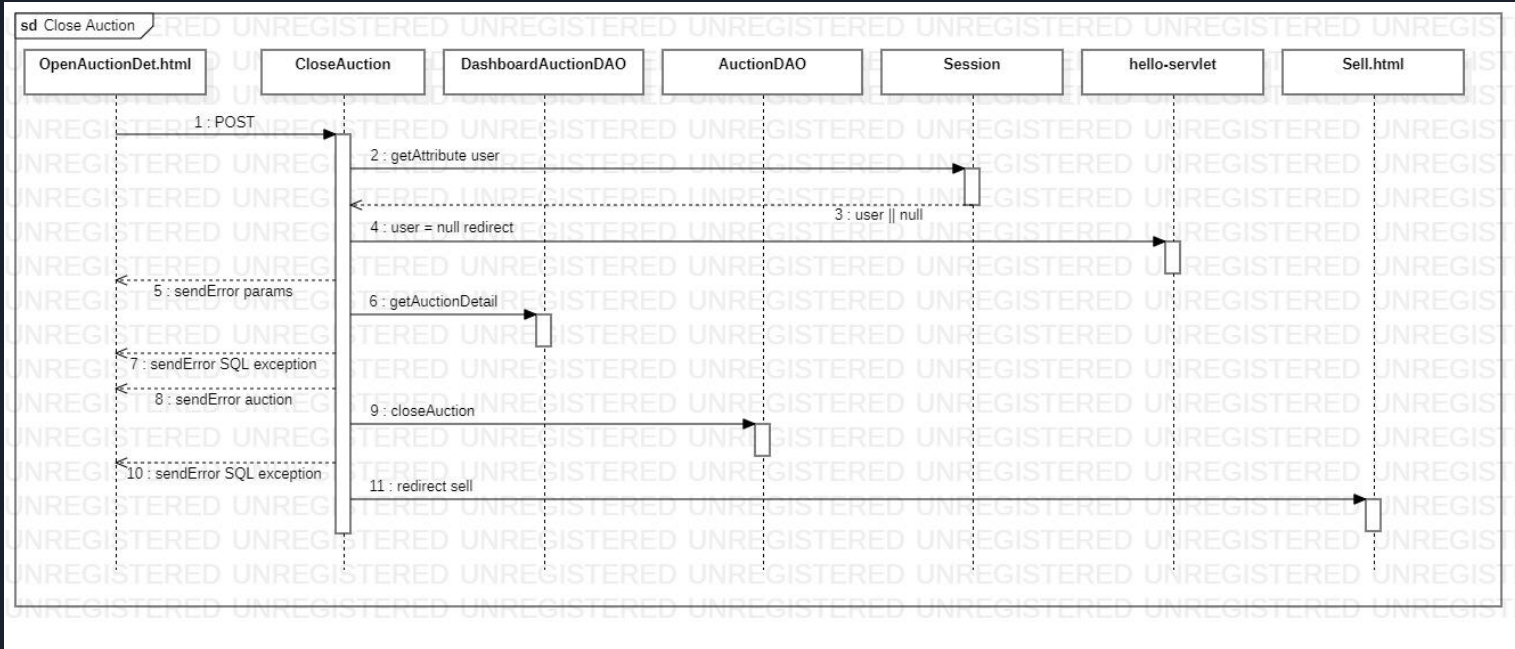 sd Close Auction
OpenAuctionDet.html CloseAuction DashboardAuctionDAO AuctionDAO Session hello-servlet Sell.html
1 : POST
2 : getAttribute user
3 : user || null
4 : user = null redirect
5 : sendError params
6 : getAuctionDetail
7 : sendError SQL exception
8 : sendError auction
9 : closeAuction
10 : sendError SQL exception
11 : redirect sell
UNREGISTERED